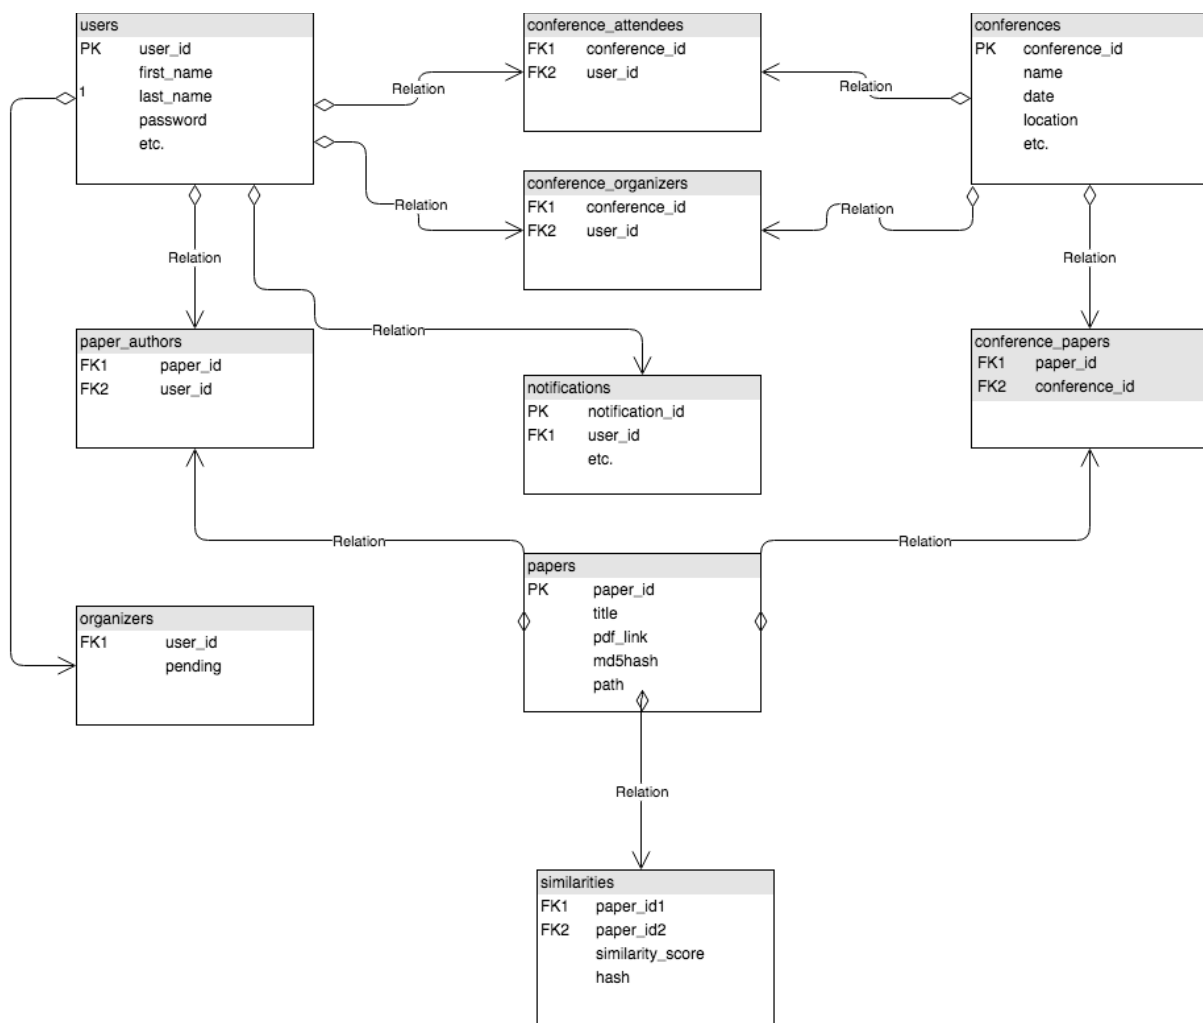 users
PK user_id
first_name
1 last_name
password
etc.
conference_attendees
FK1 conference_id
FK2 user_id
conferences
PK conference_id
name
date
location
etc.
Relation
Relation
conference_organizers
FK1 conference_id
FK2 user_id
Relation
Relation
Relation
Relation
paper_authors
FK1 paper_id
FK2 user_id
Relation
notifications
PK notification_id
FK1 user_id
etc.
conference_papers
FK1 paper_id
FK2 conference_id
Relation
Relation
papers
PK paper_id
title
pdf_link
md5hash
path
organizers
FK1 user_id
pending
Relation
similarities
FK1 paper_id1
FK2 paper_id2
similarity_score
hash